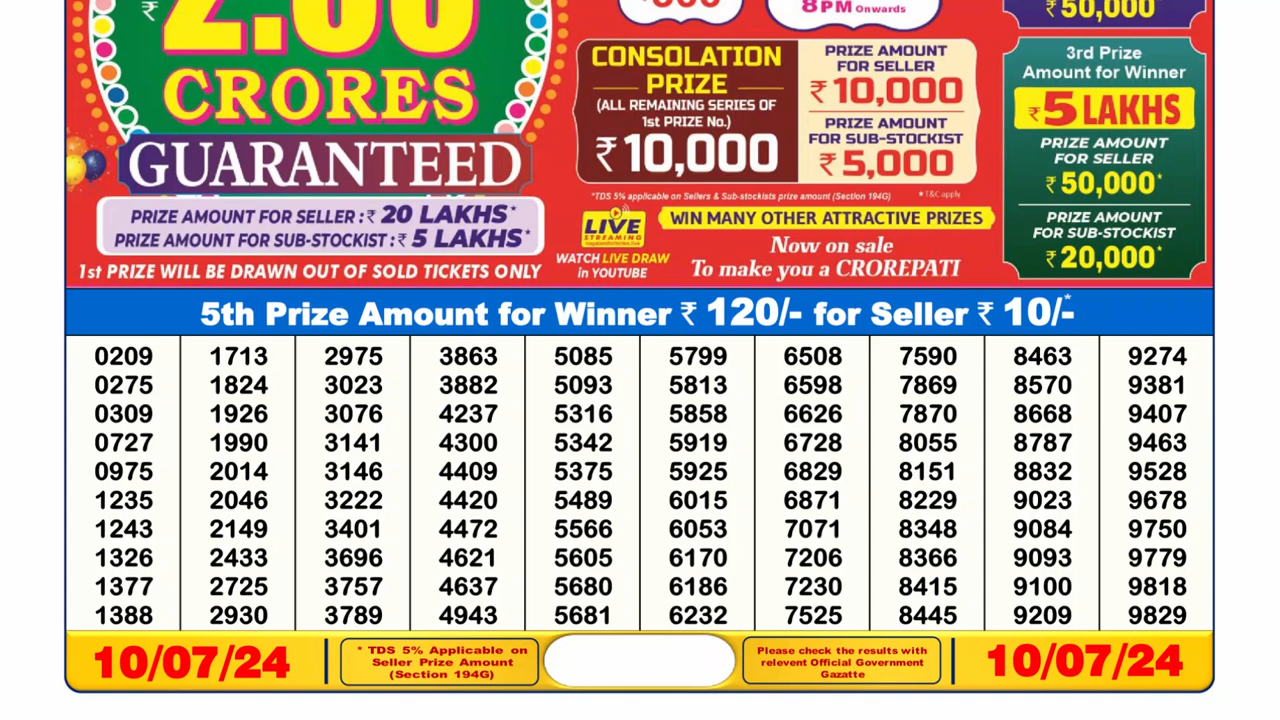 ₹
CRORES
GUARANTEED
PRIZE AMOUNT FOR SELLER : ₹ 20 LAKHS*
PRIZE AMOUNT FOR SUB-STOCKIST : ₹ 5 LAKHS*
1st PRIZE WILL BE DRAWN OUT OF SOLD TICKETS ONLY
8PM Onwards
CONSOLATION
PRIZE
(ALL REMAINING SERIES OF
1st PRIZE No.)
₹10,000
PRIZE AMOUNT
FOR SELLER
₹10,000
PRIZE AMOUNT
FOR SUB-STOCKIST
₹5,000
*TDS 5% applicable on Sellers & Sub-stockists prize amount (Section 194G)
*T&C apply
LIVE
STREAMING
WATCH LIVE DRAW
in YOUTUBE
WIN MANY OTHER ATTRACTIVE PRIZES
Now on sale
To make you a CROREPATI
₹50,000*
3rd Prize
Amount for Winner
₹5 LAKHS
PRIZE AMOUNT
FOR SELLER
₹50,000*
PRIZE AMOUNT
FOR SUB-STOCKIST
₹20,000*
5th Prize Amount for Winner ₹ 120/- for Seller ₹ 10/-*
0209 1713 2975 3863 5085 5799 6508 7590 8463 9274
0275 1824 3023 3882 5093 5813 6598 7869 8570 9381
0309 1926 3076 4237 5316 5858 6626 7870 8668 9407
0727 1990 3141 4300 5342 5919 6728 8055 8787 9463
0975 2014 3146 4409 5375 5925 6829 8151 8832 9528
1235 2046 3222 4420 5489 6015 6871 8229 9023 9678
1243 2149 3401 4472 5566 6053 7071 8348 9084 9750
1326 2433 3696 4621 5605 6170 7206 8366 9093 9779
1377 2725 3757 4637 5680 6186 7230 8415 9100 9818
1388 2930 3789 4943 5681 6232 7525 8445 9209 9829
10/07/24
* TDS 5% Applicable on
Seller Prize Amount
(Section 194G)
Please check the results with
relevent Official Government
Gazatte
10/07/24